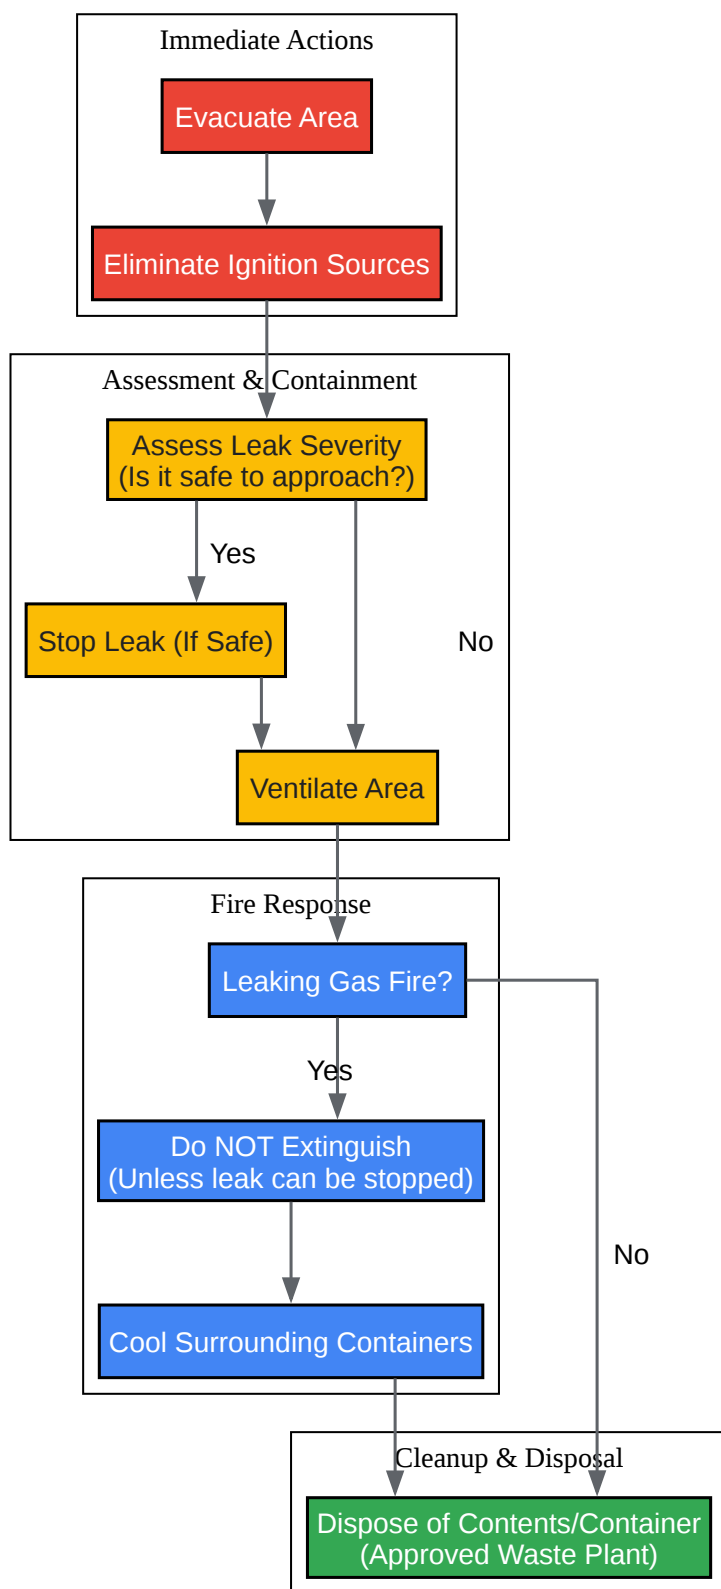 Immediate Actions
Evacuate Area
Eliminate Ignition Sources
Assessment & Containment
Assess Leak Severity
(Is it safe to approach?)
Yes
Stop Leak (If Safe)
No
Ventilate Area
Fire Response
Leaking Gas Fire?
Yes
Do NOT Extinguish
(Unless leak can be stopped)
No
Cool Surrounding Containers
Cleanup & Disposal
Dispose of Contents/Container
(Approved Waste Plant)